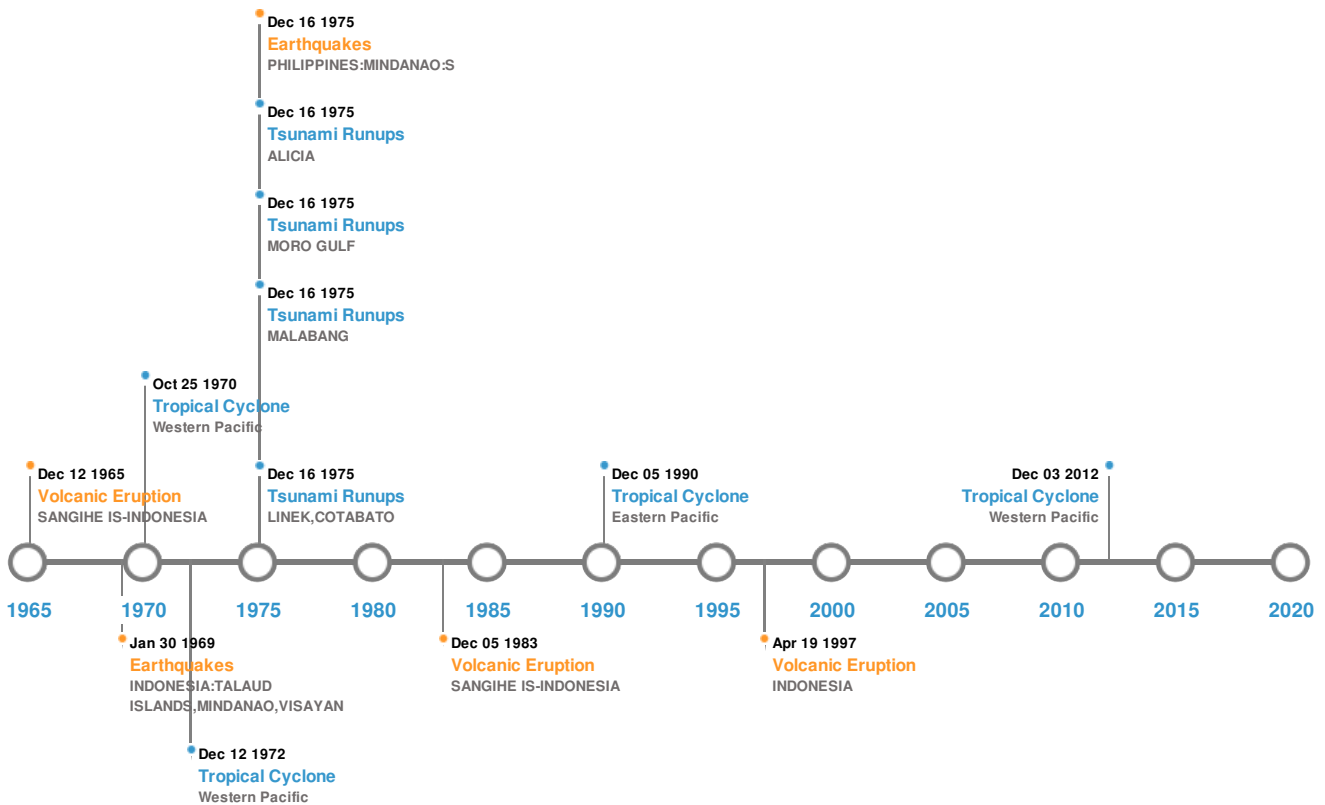 Dec 16 1975
Earthquakes
PHILIPPINES:MINDANAO:S
Dec 16 1975
Tsunami Runups
ALICIA
Dec 16 1975
Tsunami Runups
MORO GULF
Dec 16 1975
Tsunami Runups
MALABANG
Oct 25 1970
Tropical Cyclone
Western Pacific
Dec 12 1965
Volcanic Eruption
SANGIHE IS-INDONESIA
Dec 16 1975
Tsunami Runups
LINEK,COTABATO
Dec 05 1990
Tropical Cyclone
Eastern Pacific
Dec 03 2012
Tropical Cyclone
Western Pacific
1965 1970 1975 1980 1985 1990 1995 2000 2005 2010 2015 2020
Jan 30 1969
Earthquakes
INDONESIA:TALAUD
ISLANDS,MINDANAO,VISAYAN
Dec 05 1983
Volcanic Eruption
SANGIHE IS-INDONESIA
Apr 19 1997
Volcanic Eruption
INDONESIA
Dec 12 1972
Tropical Cyclone
Western Pacific